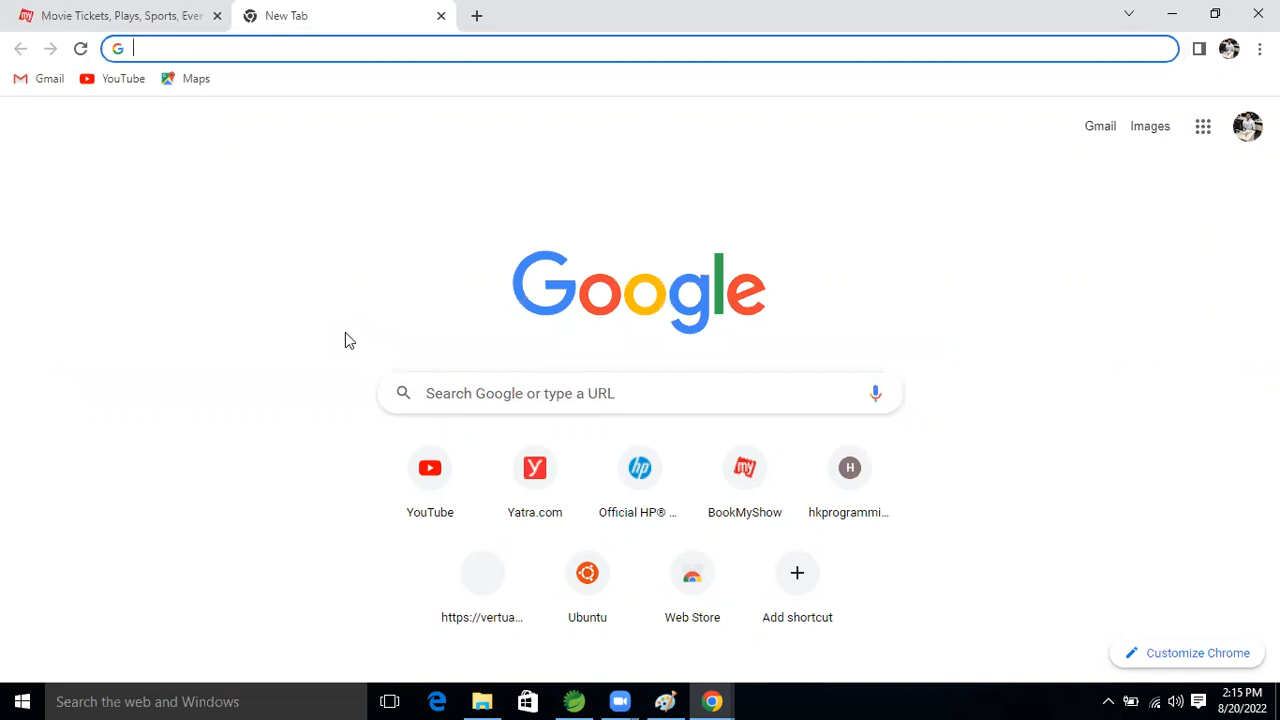 Movie Tickets, Plays, Sports, Ever
New Tab
Gmail
YouTube
Maps
Gmail
Images
Google
Search Google or type a URL
YouTube
Yatra.com
Official HP® ...
BookMyShow
hkprogrammi...
https://vertua...
Ubuntu
Web Store
Add shortcut
Customize Chrome
Search the web and Windows
2:15 PM
8/20/2022